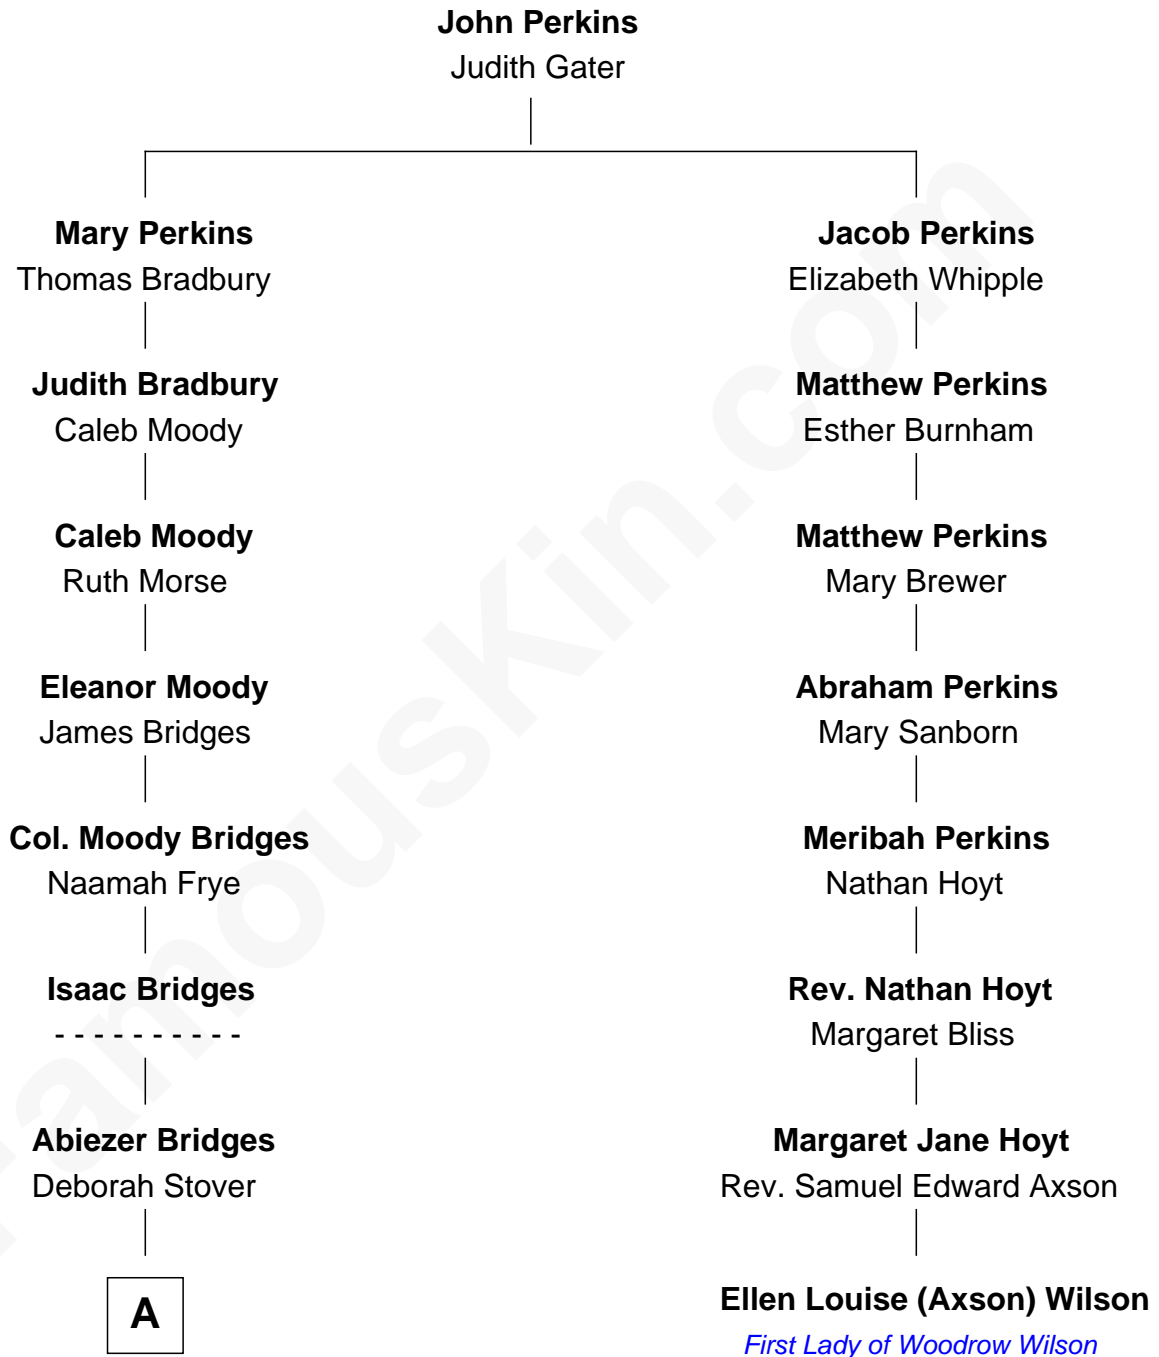 John Perkins
Judith Gater
Mary Perkins
Thomas Bradbury
Jacob Perkins
Elizabeth Whipple
Judith Bradbury
Caleb Moody
Matthew Perkins
Esther Burnham
Caleb Moody
Ruth Morse
Matthew Perkins
Mary Brewer
Eleanor Moody
James Bridges
Abraham Perkins
Mary Sanborn
Col. Moody Bridges
Naamah Frye
Meribah Perkins
Nathan Hoyt
Isaac Bridges
- - - - - - - - - -
Rev. Nathan Hoyt
Margaret Bliss
Abiezer Bridges
Deborah Stover
Margaret Jane Hoyt
Rev. Samuel Edward Axson
A
Ellen Louise (Axson) Wilson
First Lady of Woodrow Wilson
FamousKin.com